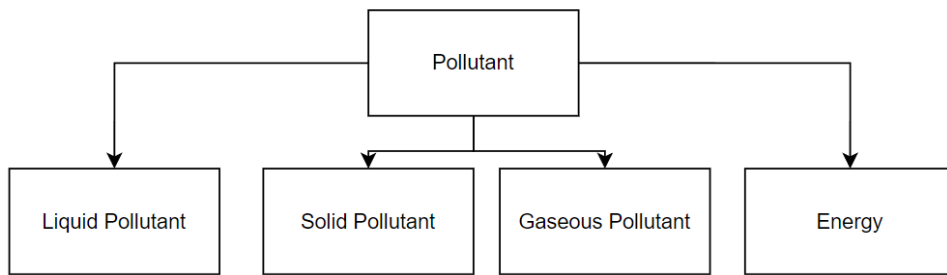 Pollutant
Liquid Pollutant
Solid Pollutant
Gaseous Pollutant
Energy